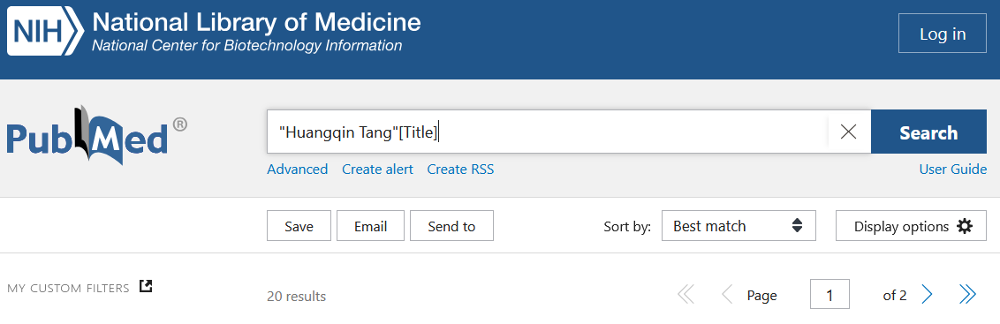 NIH National Library of Medicine
National Center for Biotechnology Information
Log in
PubMed®
"Huangqin Tang"[Title]
Search
Advanced Create alert Create RSS User Guide
Save Email Send to Sort by: Best match Display options
MY CUSTOM FILTERS 20 results Page 1 of 2